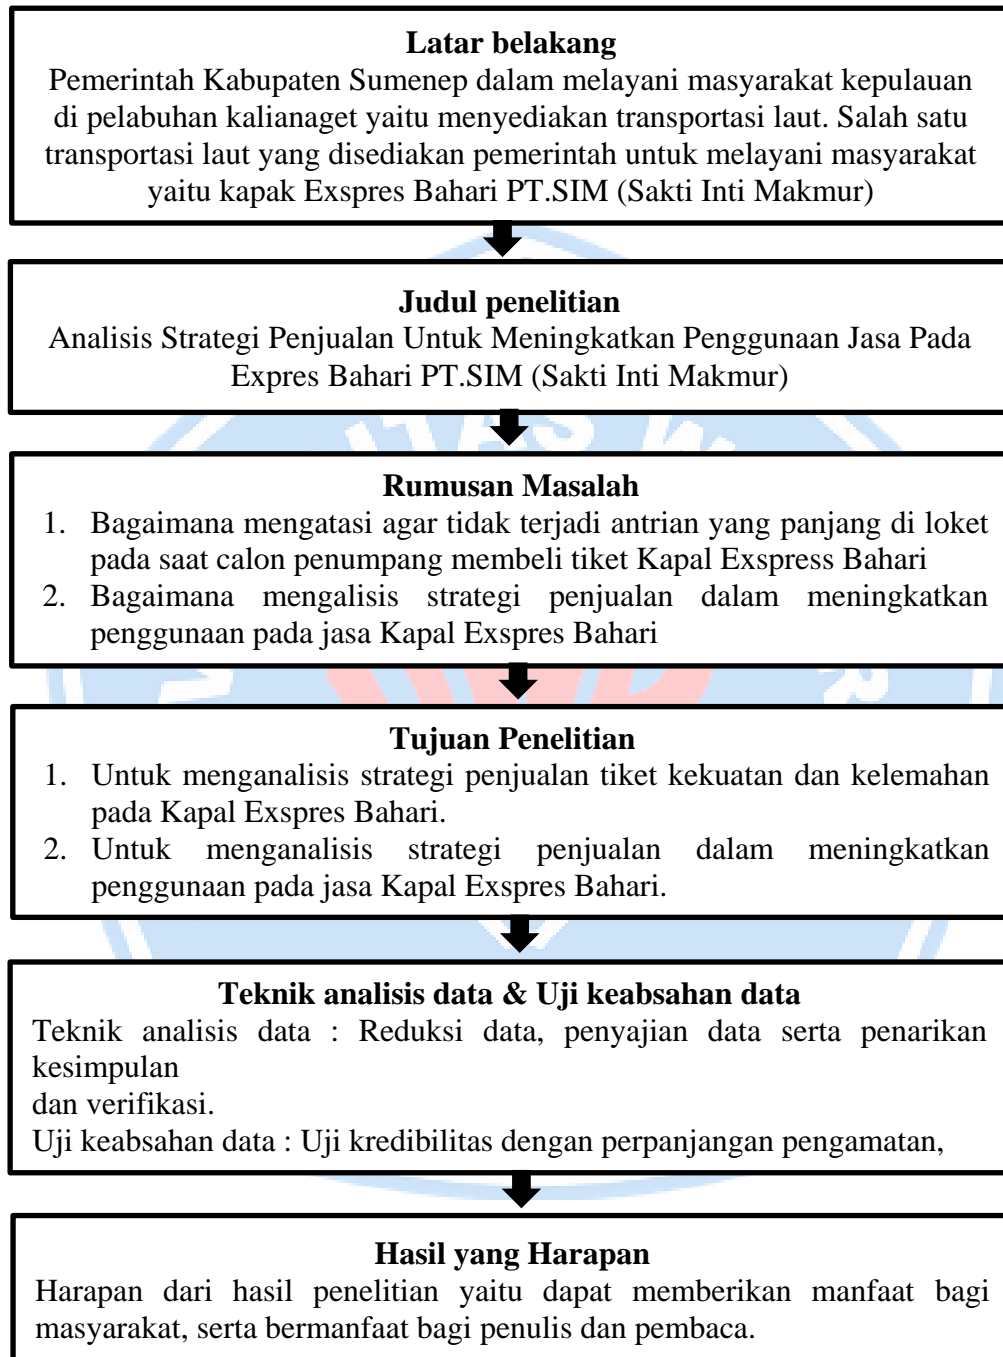 Latar belakang
Pemerintah Kabupaten Sumenep dalam melayani masyarakat kepulauan
di pelabuhan kalianaget yaitu menyediakan transportasi laut. Salah satu
transportasi laut yang disediakan pemerintah untuk melayani masyarakat
yaitu kapak Exspres Bahari PT.SIM (Sakti Inti Makmur)
Judul penelitian
Analisis Strategi Penjualan Untuk Meningkatkan Penggunaan Jasa Pada
Expres Bahari PT.SIM (Sakti Inti Makmur)
Rumusan Masalah
1. Bagaimana mengatasi agar tidak terjadi antrian yang panjang di loket
pada saat calon penumpang membeli tiket Kapal Exspress Bahari
2. Bagaimana mengalisis strategi penjualan dalam meningkatkan
penggunaan pada jasa Kapal Exspres Bahari
Tujuan Penelitian
1. Untuk menganalisis strategi penjualan tiket kekuatan dan kelemahan
pada Kapal Exspres Bahari.
2. Untuk menganalisis strategi penjualan dalam meningkatkan
penggunaan pada jasa Kapal Exspres Bahari.
Teknik analisis data & Uji keabsahan data
Teknik analisis data : Reduksi data, penyajian data serta penarikan
kesimpulan
dan verifikasi.
Uji keabsahan data : Uji kredibilitas dengan perpanjangan pengamatan,
Hasil yang Harapan
Harapan dari hasil penelitian yaitu dapat memberikan manfaat bagi
masyarakat, serta bermanfaat bagi penulis dan pembaca.